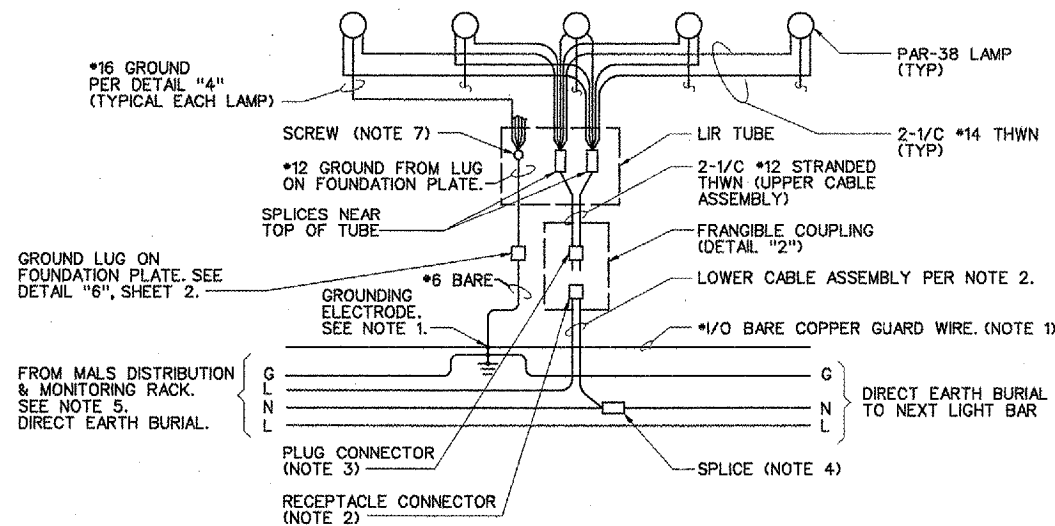 PAR-38 LAMP
(TYP)
*16 GROUND
PER DETAIL "4"
(TYPICAL EACH LAMP)
SCREW (NOTE 7)
LIR TUBE
2-1/C #14 THWN
(TYP)
*12 GROUND FROM LUG
ON FOUNDATION PLATE.
2-1/C #12 STRANDED
THWN (UPPER CABLE
ASSEMBLY)
SPLICES NEAR
TOP OF TUBE
FRANGIBLE COUPLING
(DETAIL "2")
GROUND LUG ON
FOUNDATION PLATE. SEE
DETAIL "6", SHEET 2.
*6 BARE
LOWER CABLE ASSEMBLY PER NOTE 2.
GROUNDING
ELECTRODE.
SEE NOTE 1.
*1/0 BARE COPPER GUARD WIRE. (NOTE 1)
FROM MALS DISTRIBUTION
& MONITORING RACK.
SEE NOTE 5.
DIRECT EARTH BURIAL.
G
L
N
L
G
N
L
DIRECT EARTH BURIAL
TO NEXT LIGHT BAR
PLUG CONNECTOR
(NOTE 3)
SPLICE (NOTE 4)
RECEPTACLE CONNECTOR
(NOTE 2)